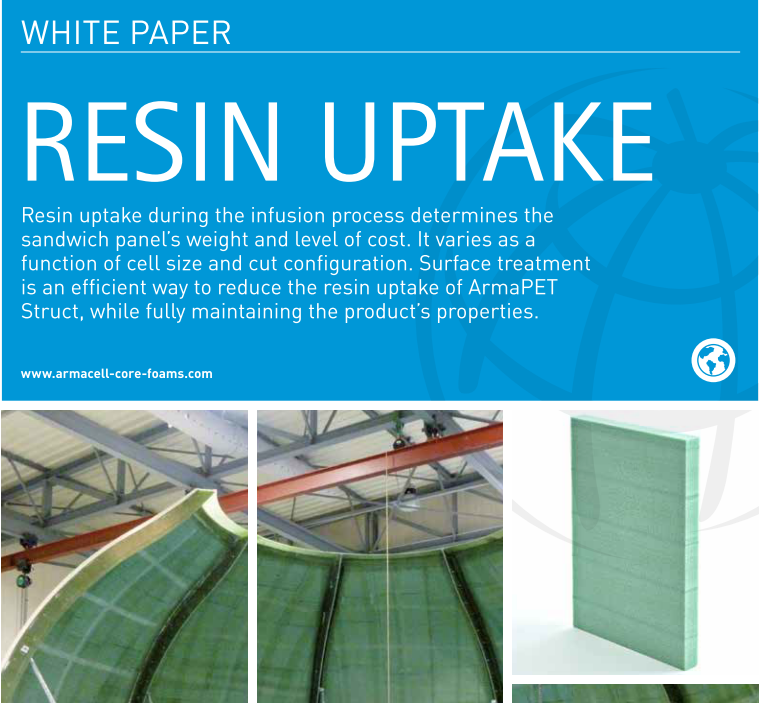 WHITE PAPER
RESIN UPTAKE
Resin uptake during the infusion process determines the
sandwich panel's weight and level of cost. It varies as a
function of cell size and cut configuration. Surface treatment
is an efficient way to reduce the resin uptake of ArmaPET
Struct, while fully maintaining the product's properties.
www.armacell-core-foams.com